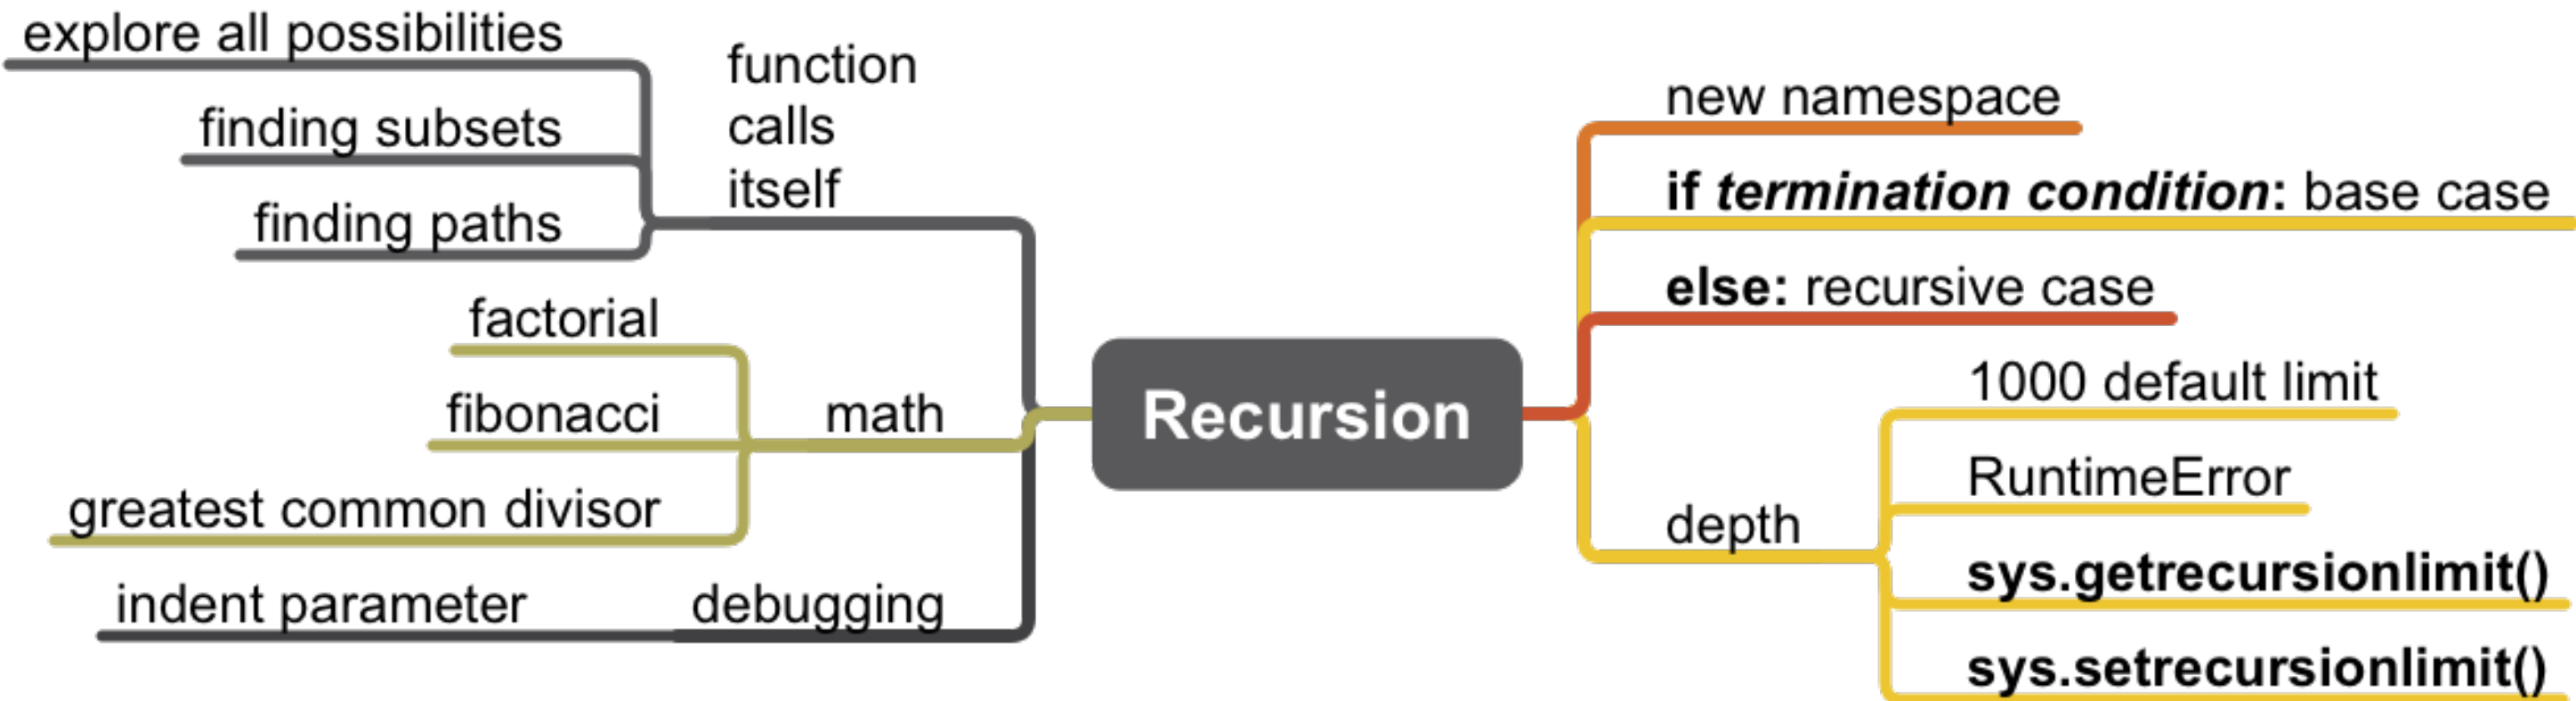 explore all possibilities
finding subsets
finding paths
function
calls
itself
factorial
fibonacci
greatest common divisor
math
indent parameter
debugging
Recursion
new namespace
if termination condition: base case
else: recursive case
depth
1000 default limit
RuntimeError
sys.getrecursionlimit()
sys.setrecursionlimit()